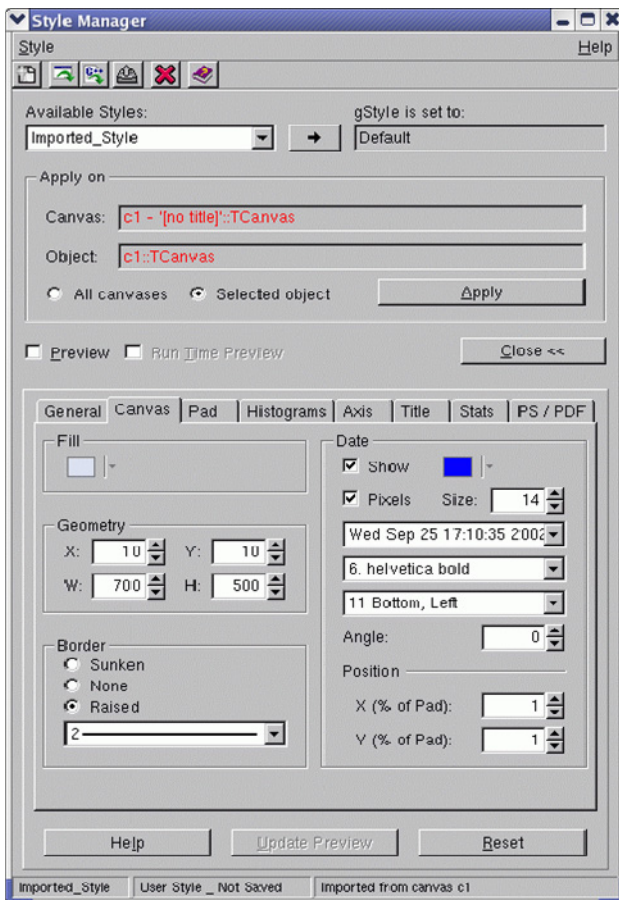 Style Manager
Style Help
Available Styles: gStyle is set to:
Imported_Style Default
Apply on
Canvas: c1 - '[no title]'::TCanvas
Object: c1::TCanvas
All canvases Selected object Apply
Preview Run Time Preview Close <<
General Canvas Pad Histograms Axis Title Stats PS / PDF
Fill
Geometry
X: 10 Y: 10
W: 700 H: 500
Border
Sunken
None
Raised
2
Date
Show
Pixels Size: 14
Wed Sep 25 17:10:35 2002
6. helvetica bold
11 Bottom, Left
Angle: 0
Position
X (% of Pad): 1
Y (% of Pad): 1
Help Update Preview Reset
Imported_Style User Style _ Not Saved Imported from canvas c1